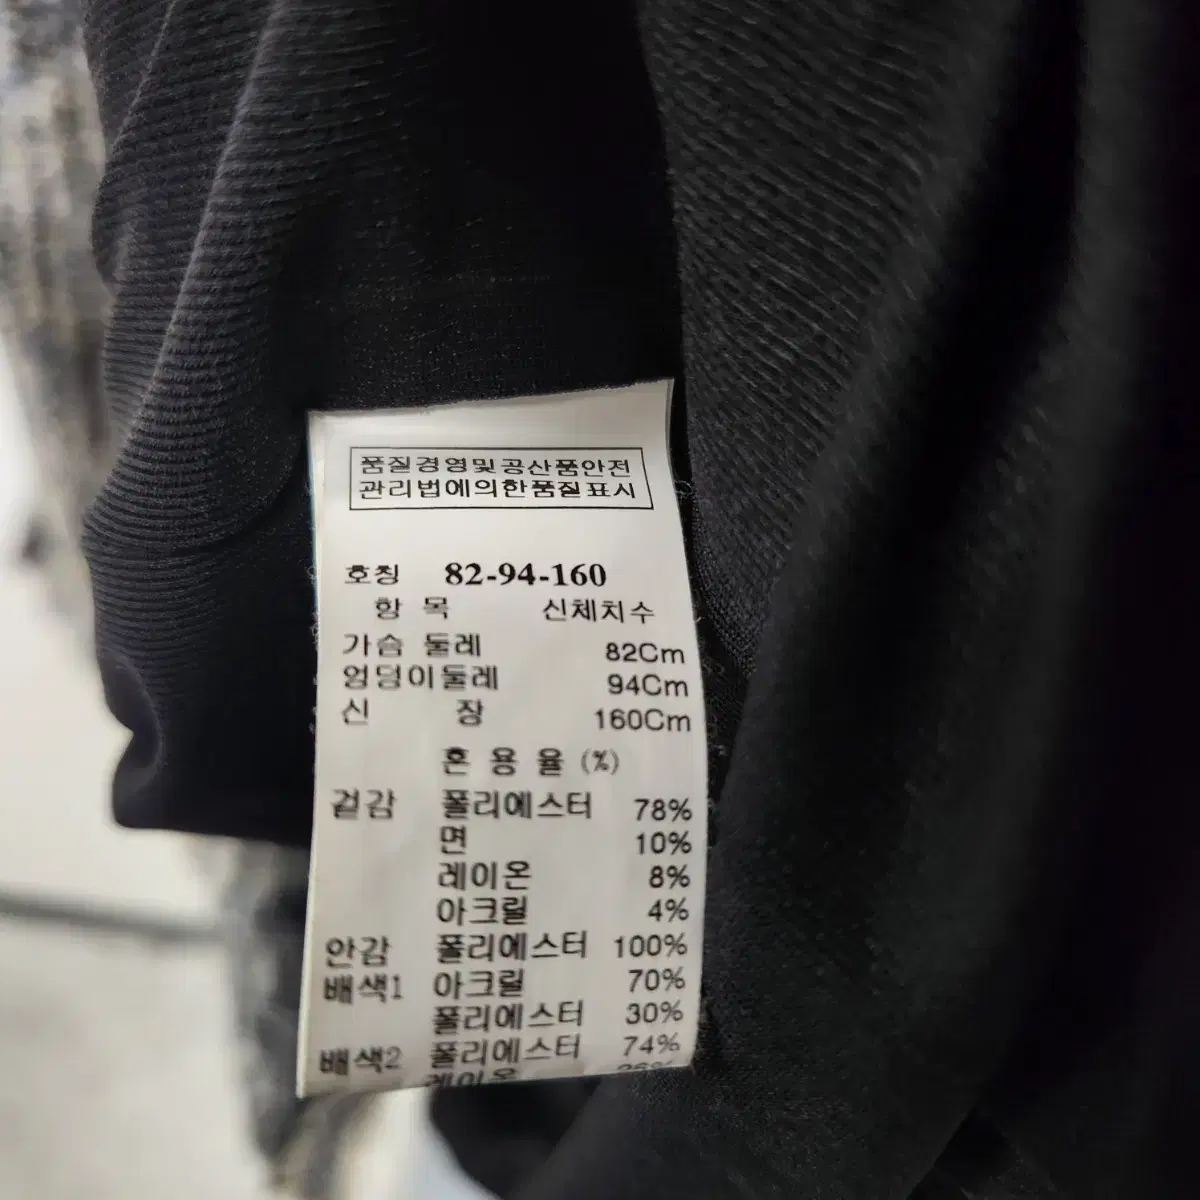 품질경영및공산품안전
관리법에의한품질표시
호칭 82-94-160
항 목 신체치수
가슴 둘레 82Cm
엉덩이둘레 94Cm
신 장 160Cm
혼 용 율 (%)
겉감 폴리에스터 78%
면 10%
레이온 8%
아크릴 4%
안감 폴리에스터 100%
배색1 아크릴 70%
폴리에스터 30%
배색2 폴리에스터 74%
레이온 26%